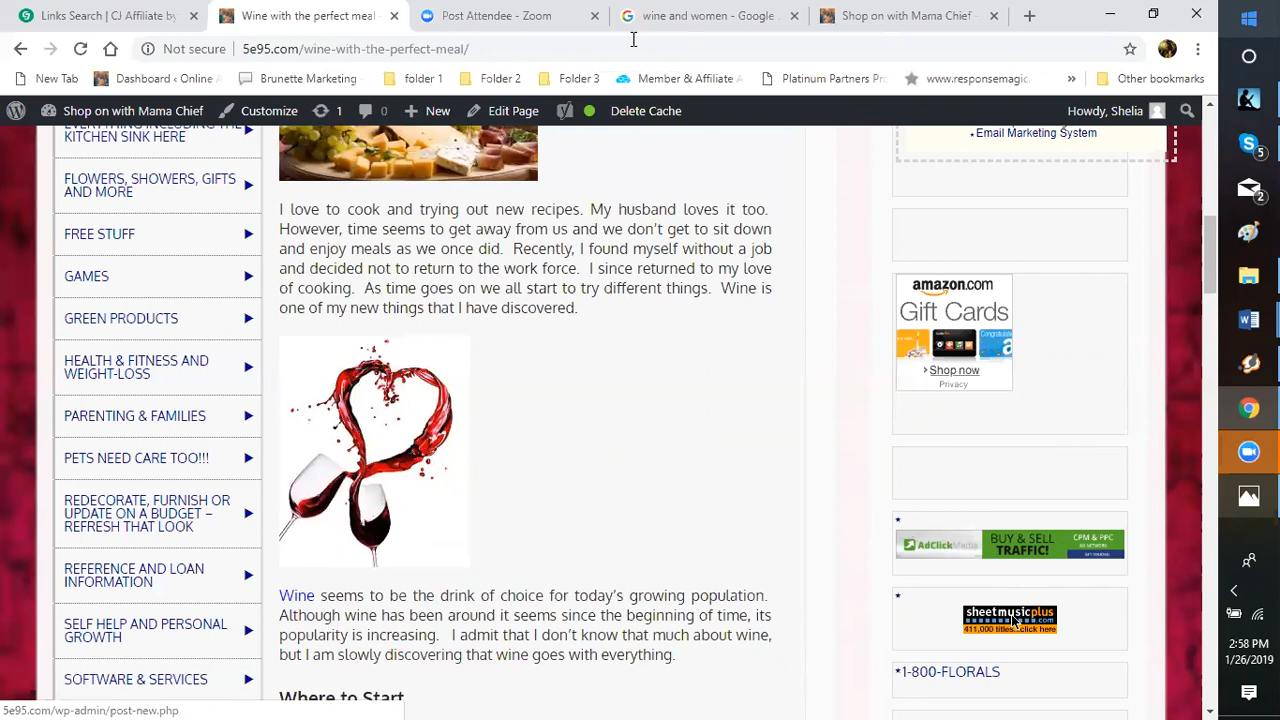 Links Search | CJ Affiliate by
Wine with the perfect meal -
Post Attendee - Zoom
wine and women - Google
Shop on with Mama Chief -
Not secure
5e95.com/wine-with-the-perfect-meal/
New Tab
Dashboard ‹ Online A
Brunette Marketing -
folder 1
Folder 2
Folder 3
Member & Affiliate A
Platinum Partners Pr
www.responsemagic.
»
Other bookmarks
Shop on with Mama Chief
Customize
1
0
New
Edit Page
Delete Cache
Howdy, Shelia
EVERYTHING INCLUDING THE
KITCHEN SINK HERE
FLOWERS, SHOWERS, GIFTS
AND MORE
FREE STUFF
GAMES
GREEN PRODUCTS
HEALTH & FITNESS AND
WEIGHT-LOSS
PARENTING & FAMILIES
PETS NEED CARE TOO!!!
REDECORATE, FURNISH OR
UPDATE ON A BUDGET –
REFRESH THAT LOOK
REFERENCE AND LOAN
INFORMATION
SELF HELP AND PERSONAL
GROWTH
SOFTWARE & SERVICES
5e95.com/wp-admin/post-new.php
I love to cook and trying out new recipes. My husband loves it too.
However, time seems to get away from us and we don't get to sit down
and enjoy meals as we once did. Recently, I found myself without a job
and decided not to return to the work force. I since returned to my love
of cooking. As time goes on we all start to try different things. Wine is
one of my new things that I have discovered.
Wine seems to be the drink of choice for today's growing population.
Although wine has been around it seems since the beginning of time, its
popularity is increasing. I admit that I don't know that much about wine,
but I am slowly discovering that wine goes with everything.
Where to Start
Email Marketing System
amazon.com
Gift Cards
Shop now
Privacy
AdClickMedia
BUY & SELL
TRAFFIC!
CPM & PPC
sheetmusicplus
.com
411,000 titles, click here
1-800-FLORALS
5
2
2:58 PM
1/26/2019